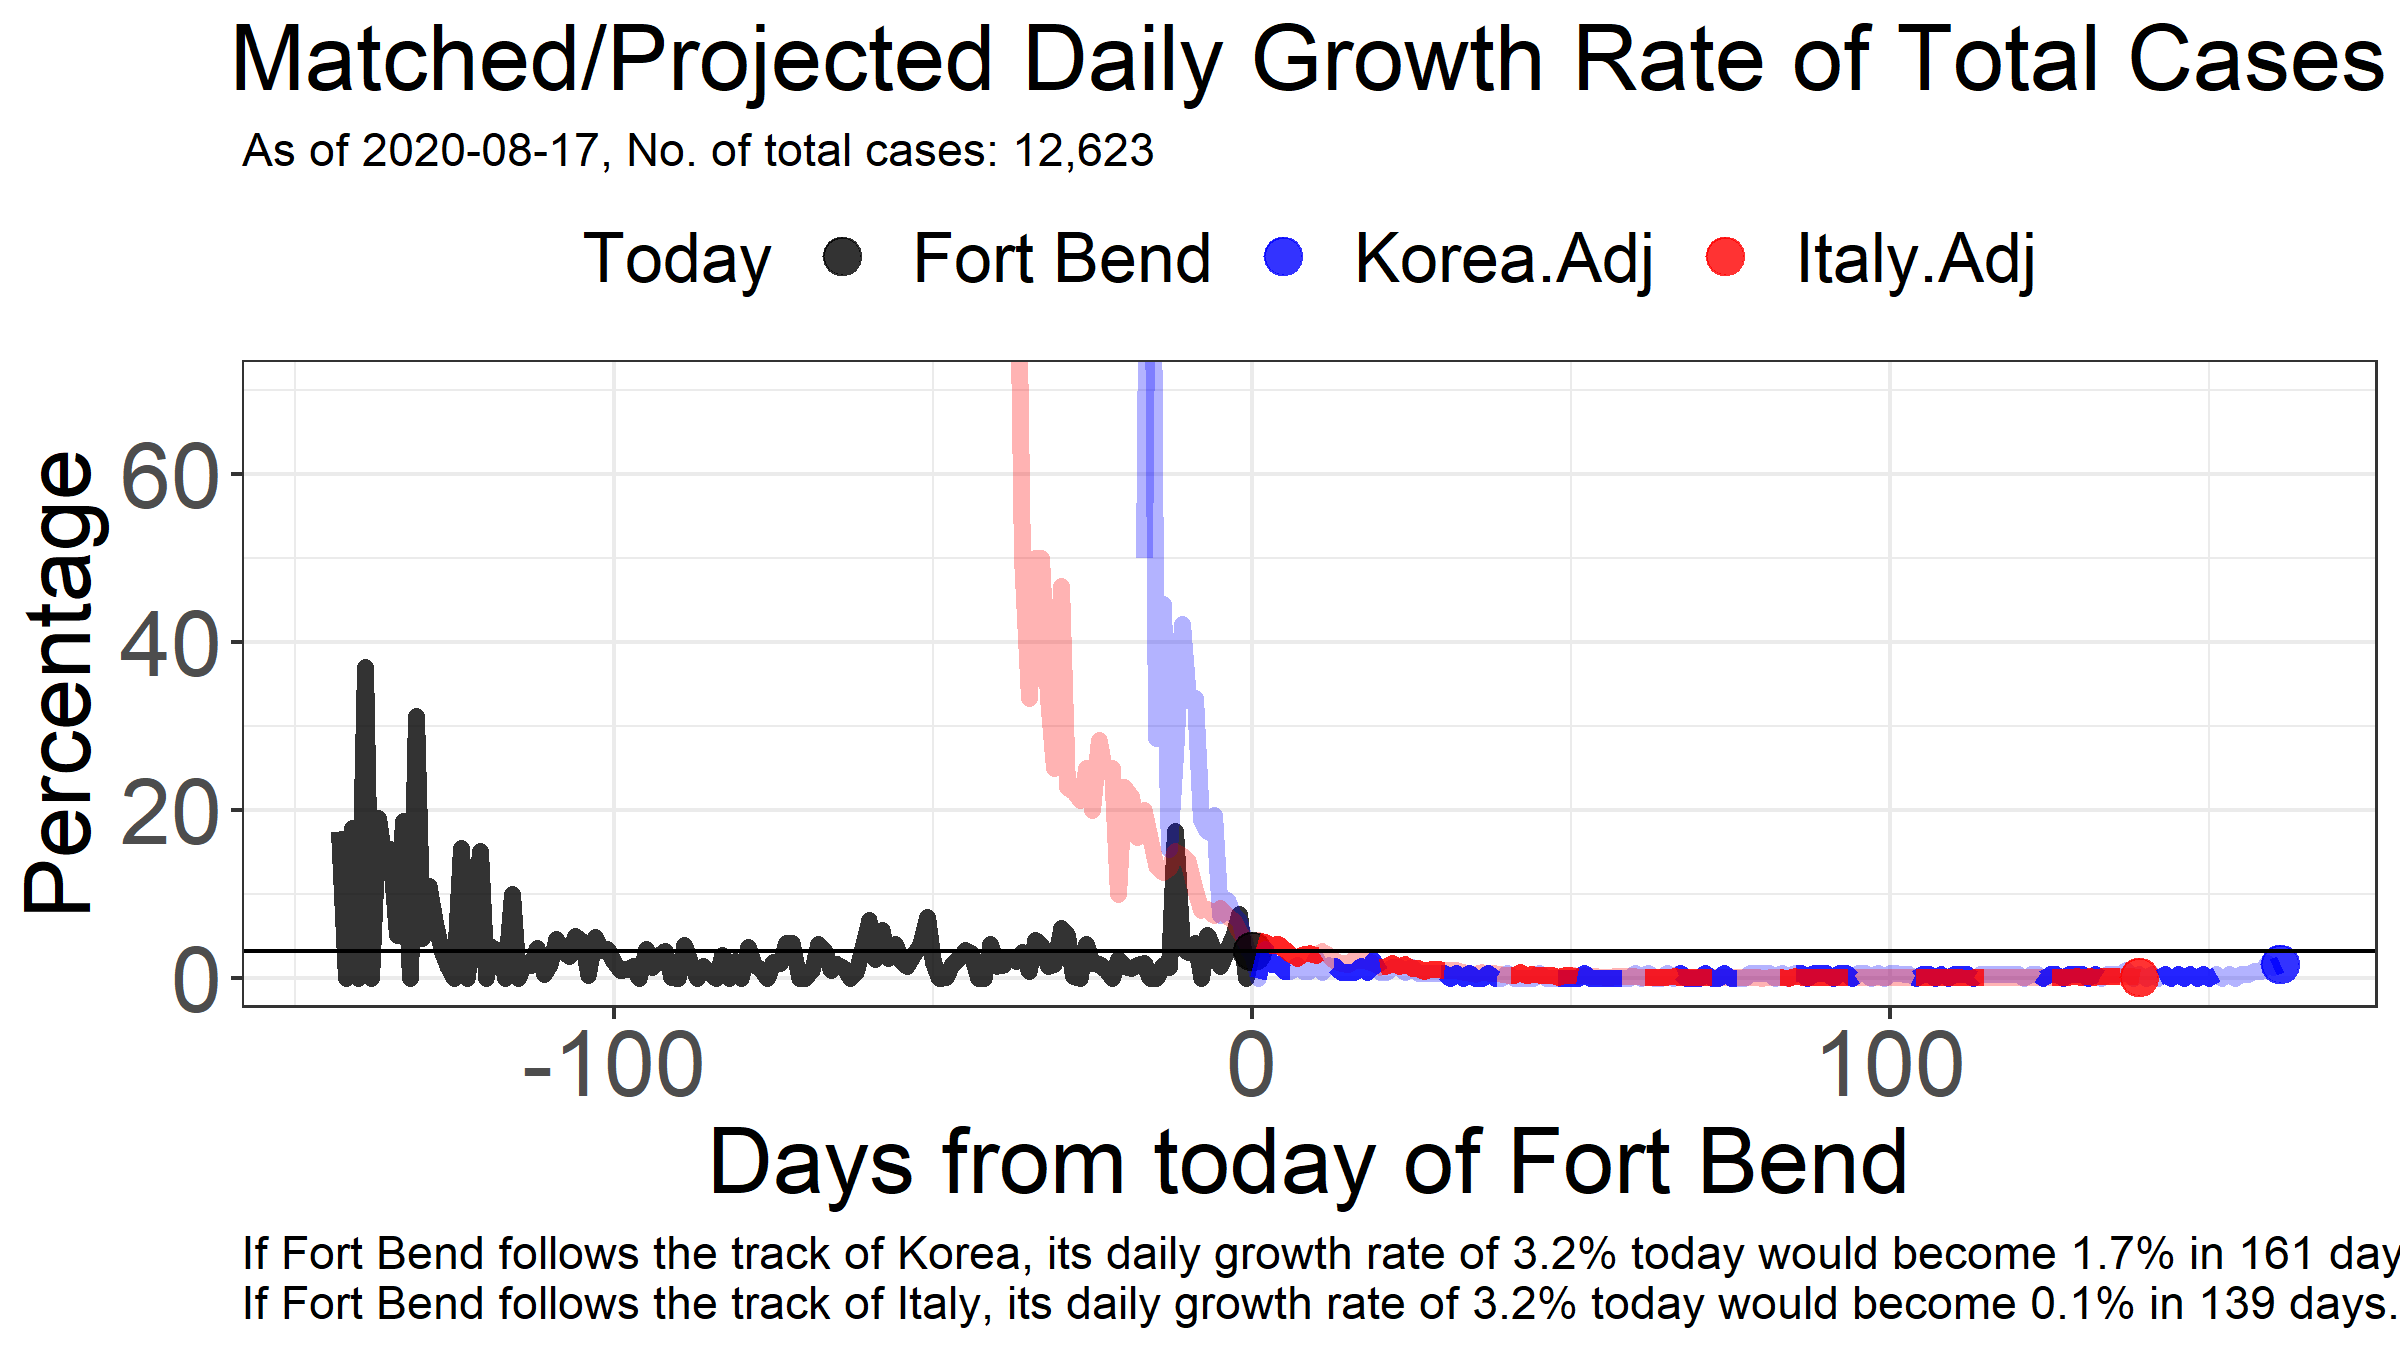 Matched/Projected Daily Growth Rate of Total Cases
As of 2020-08-17, No. of total cases: 12,623
Today Fort Bend Korea.Adj Italy.Adj
Percentage
60
40
20
0
-100 0 100
Days from today of Fort Bend
If Fort Bend follows the track of Korea, its daily growth rate of 3.2% today would become 1.7% in 161 day
If Fort Bend follows the track of Italy, its daily growth rate of 3.2% today would become 0.1% in 139 days.